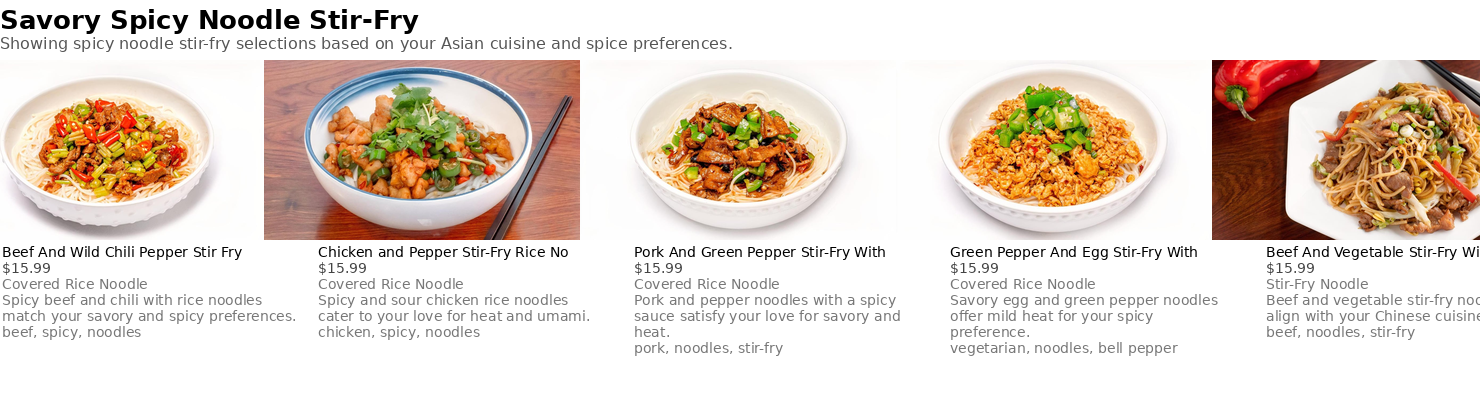 Savory Spicy Noodle Stir-Fry
Showing spicy noodle stir-fry selections based on your Asian cuisine and spice preferences.
Beef And Wild Chili Pepper Stir Fry
$15.99
Covered Rice Noodle
Spicy beef and chili with rice noodles
match your savory and spicy preferences.
beef, spicy, noodles
Chicken and Pepper Stir-Fry Rice No
$15.99
Covered Rice Noodle
Spicy and sour chicken rice noodles
cater to your love for heat and umami.
chicken, spicy, noodles
Pork And Green Pepper Stir-Fry With
$15.99
Covered Rice Noodle
Pork and pepper noodles with a spicy
sauce satisfy your love for savory and
heat.
pork, noodles, stir-fry
Green Pepper And Egg Stir-Fry With
$15.99
Covered Rice Noodle
Savory egg and green pepper noodles
offer mild heat for your spicy
preference.
vegetarian, noodles, bell pepper
Beef And Vegetable Stir-Fry Wi
$15.99
Stir-Fry Noodle
Beef and vegetable stir-fry noo
align with your Chinese cuisine
beef, noodles, stir-fry